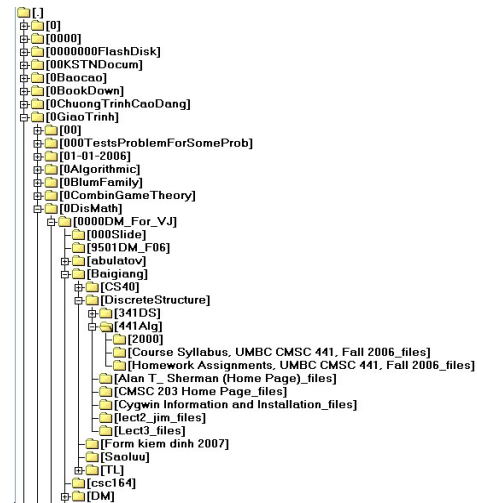 [.]
[0]
[0000]
[0000000FlashDisk]
[00KSTNDocum]
[0Baocao]
[0BookDown]
[0ChuongTrinhCaoDang]
[0GiaoTrinh]
[00]
[000TestsProblemForSomeProb]
[01-01-2006]
[0Algorithmic]
[0BlumFamily]
[0CombinGameTheory]
[0DisMath]
[0000DM_For_VJ]
[000Slide]
[9501DM_F06]
[abulatov]
[Baigiang]
[CS40]
[DiscreteStructure]
[341DS]
[441Alg]
[2000]
[Course Syllabus, UMBC CMSC 441, Fall 2006_files]
[Homework Assignments, UMBC CMSC 441, Fall 2006_files]
[Alan T_ Sherman (Home Page)_files]
[CMSC 203 Home Page_files]
[Cygwin Information and Installation_files]
[lect2_jim_files]
[Lect3_files]
[Form kiem dinh 2007]
[Saoluu]
[TL]
[csc164]
[DM]